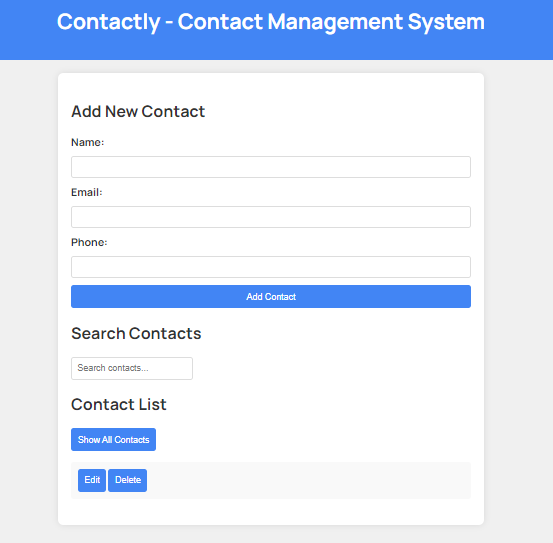 Contactly - Contact Management System
Add New Contact
Name:
Email:
Phone:
Add Contact
Search Contacts
Search contacts...
Contact List
Show All Contacts
Edit Delete